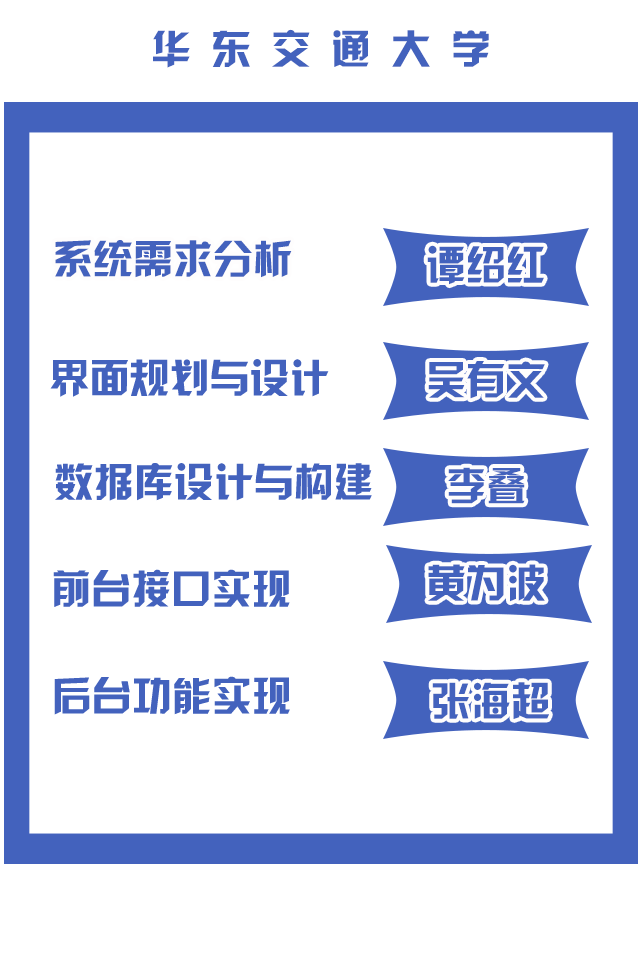 华东交通大学
系统需求分析 谭绍红
界面规划与设计 吴有文
数据库设计与构建 李叠
前台接口实现 黄为波
后台功能实现 张海超